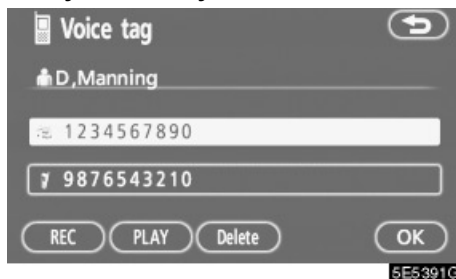 Voice tag
D,Manning
1234567890
9876543210
REC PLAY Delete OK
5E5391G